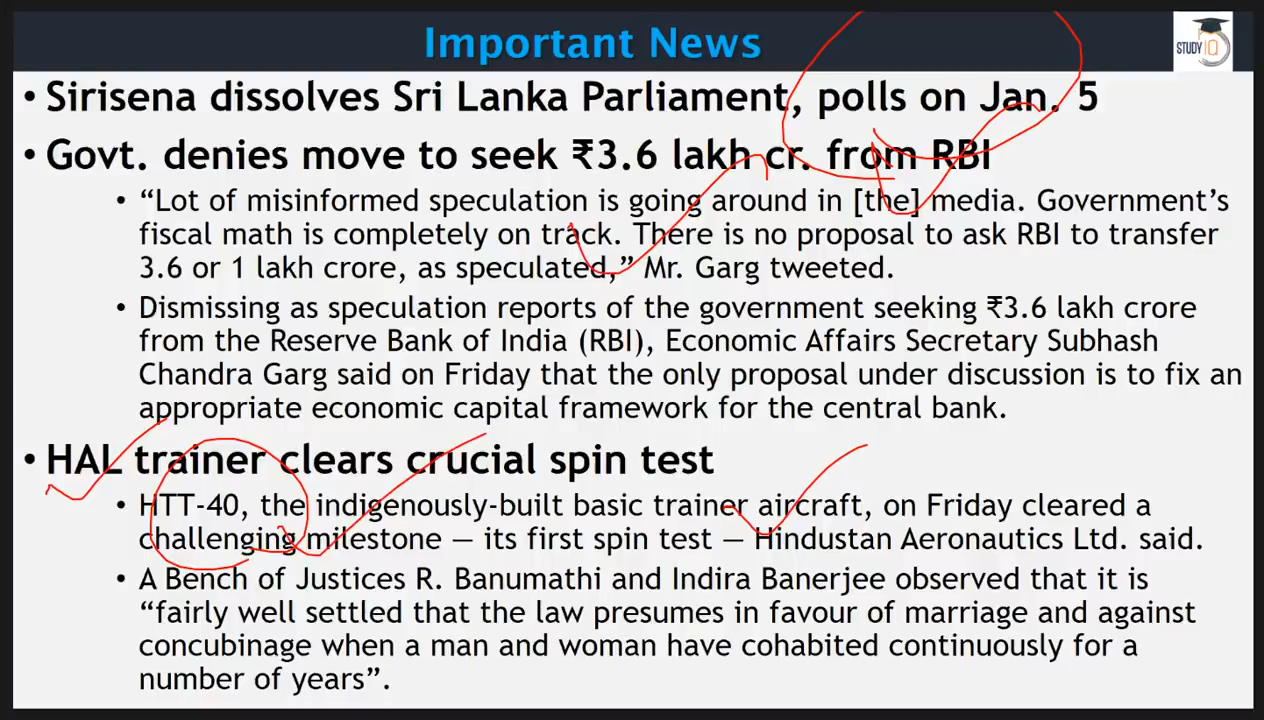 Important News
STUDY IQ
• Sirisena dissolves Sri Lanka Parliament, polls on Jan. 5
• Govt. denies move to seek ₹3.6 lakh cr. from RBI
• “Lot of misinformed speculation is going around in [the] media. Government’s
fiscal math is completely on track. There is no proposal to ask RBI to transfer
3.6 or 1 lakh crore, as speculated,” Mr. Garg tweeted.
• Dismissing as speculation reports of the government seeking ₹3.6 lakh crore
from the Reserve Bank of India (RBI), Economic Affairs Secretary Subhash
Chandra Garg said on Friday that the only proposal under discussion is to fix an
appropriate economic capital framework for the central bank.
• HAL trainer clears crucial spin test
• HTT-40, the indigenously-built basic trainer aircraft, on Friday cleared a
challenging milestone — its first spin test — Hindustan Aeronautics Ltd. said.
• A Bench of Justices R. Banumathi and Indira Banerjee observed that it is
“fairly well settled that the law presumes in favour of marriage and against
concubinage when a man and woman have cohabited continuously for a
number of years”.